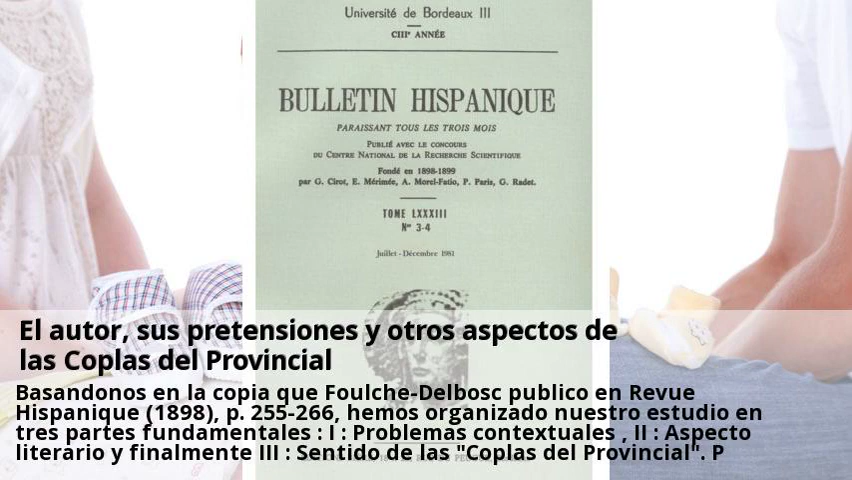 Université de Bordeaux III
CIIIᵉ ANNÉE
BULLETIN HISPANIQUE
PARAISSANT TOUS LES TROIS MOIS
PUBLIÉ AVEC LE CONCOURS
DU CENTRE NATIONAL DE LA RECHERCHE SCIENTIFIQUE
Fondé en 1898-1899
par G. Cirot, E. Mérimée, A. Morel-Fatio, P. Paris, G. Radet.
TOME LXXXIII
Nᵒˢ 3-4
Juillet - Décembre 1981
El autor, sus pretensiones y otros aspectos de
las Coplas del Provincial
Basandonos en la copia que Foulche-Delbosc publico en Revue
Hispanique (1898), p. 255-266, hemos organizado nuestro estudio en
tres partes fundamentales : I : Problemas contextuales , II : Aspecto
literario y finalmente III : Sentido de las "Coplas del Provincial". P